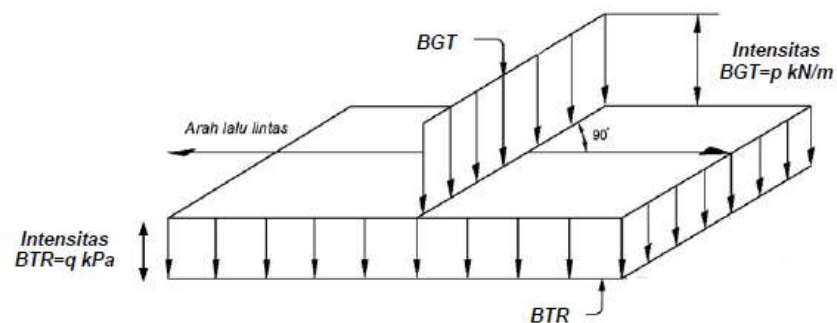 BGT
Intensitas
BGT=p kN/m
Arah lalu lintas
90°
Intensitas
BTR=q kPa
BTR